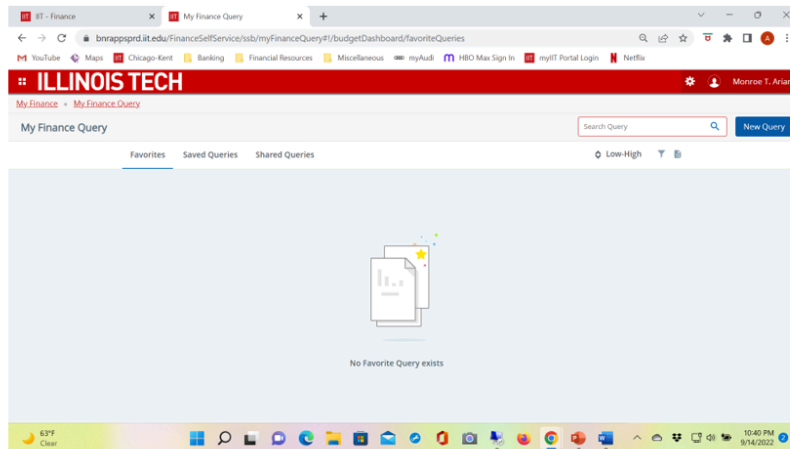 IIT - Finance
My Finance Query
bnrappsprd.iit.edu/FinanceSelfService/ssb/myFinanceQuery#!/budgetDashboard/favoriteQueries
YouTube Maps Chicago-Kent Banking Financial Resources Miscellaneous myAudi HBO Max Sign In myIIT Portal Login Netflix
ILLINOIS TECH
Monroe T. Arian
My Finance • My Finance Query
My Finance Query
Search Query
New Query
Favorites Saved Queries Shared Queries
Low-High
No Favorite Query exists
63°F
Clear
10:40 PM
9/14/2022